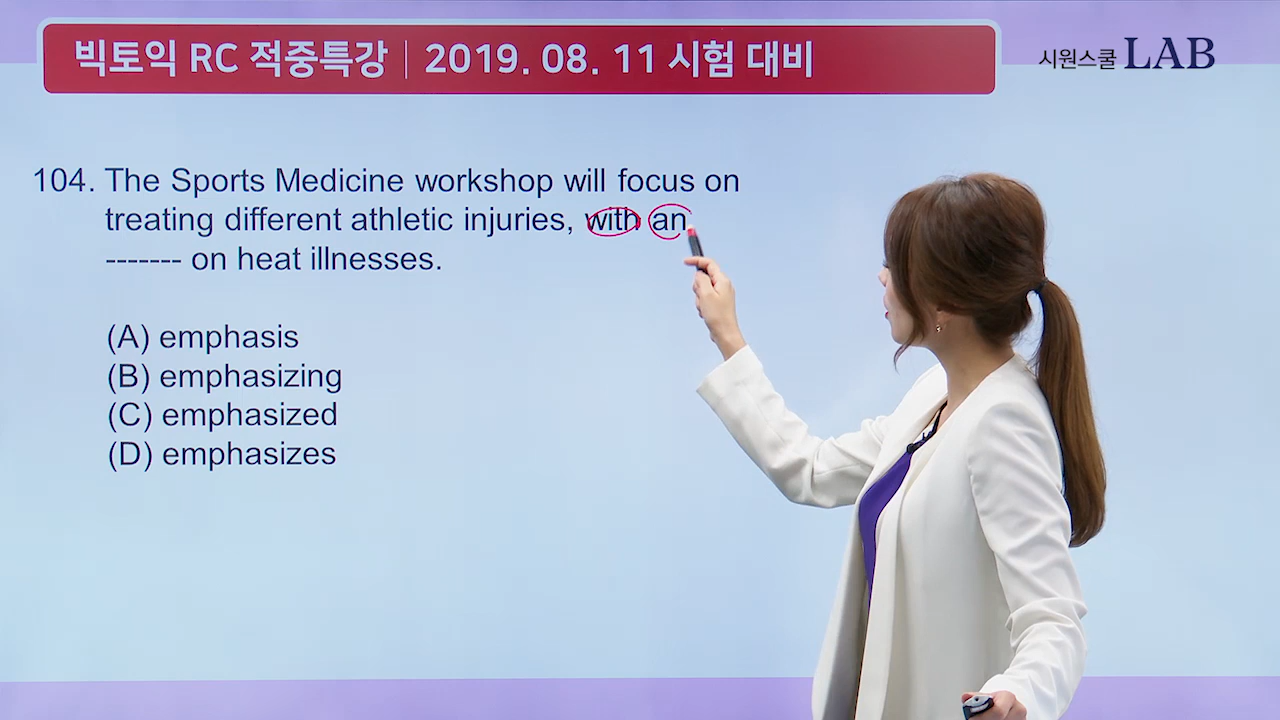 빅토익 RC 적중특강 | 2019. 08. 11 시험 대비
시원스쿨 LAB
104. The Sports Medicine workshop will focus on
treating different athletic injuries, with an
------- on heat illnesses.
(A) emphasis
(B) emphasizing
(C) emphasized
(D) emphasizes